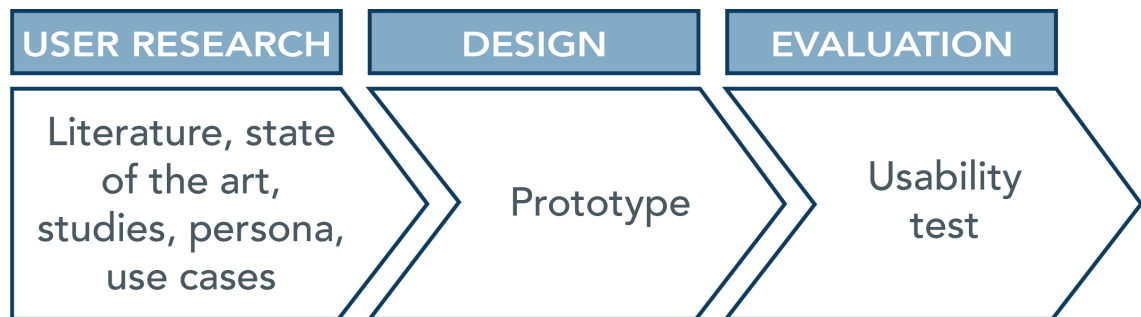 USER RESEARCH
DESIGN
EVALUATION
Literature, state
of the art,
studies, persona,
use cases
Prototype
Usability
test